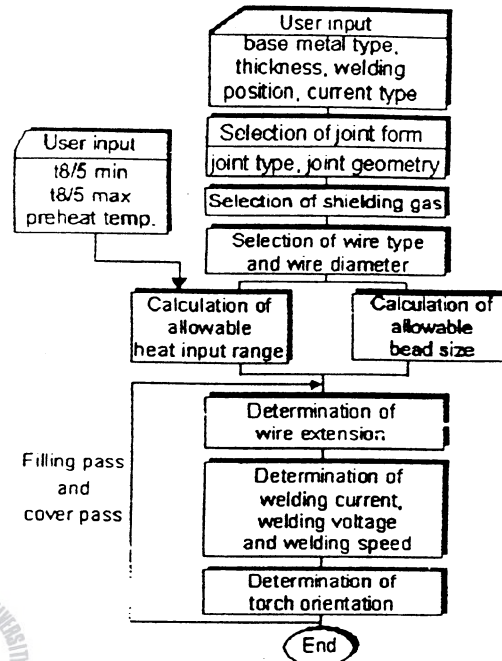 User input
base metal type,
thickness, welding
position, current type
User input
t8/5 min
t8/5 max
preheat temp.
Selection of joint form
joint type, joint geometry
Selection of shielding gas
Selection of wire type
and wire diameter
Calculation of
allowable
heat input range
Calculation of
allowable
bead size
Determination of
wire extension
Filling pass
and
cover pass
Determination of
welding current,
welding voltage
and welding speed
Determination of
torch orientation
End